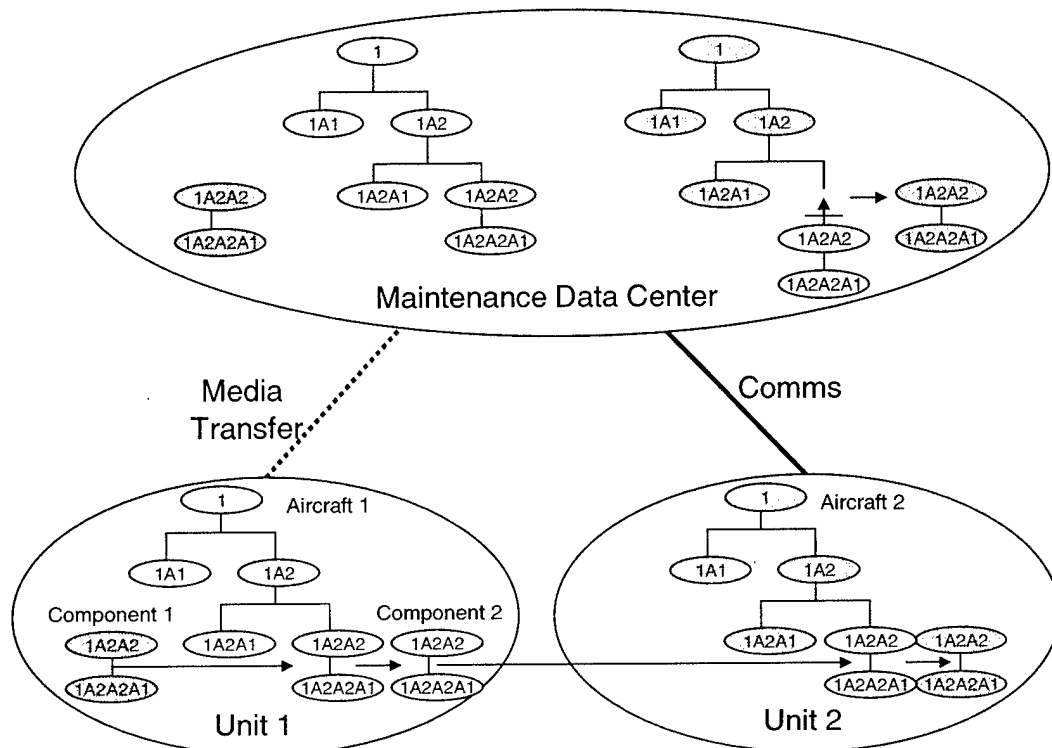 1 1
1A1 1A2 1A1 1A2
1A2A1 1A2A2 1A2A1
1A2A2 1A2A2
1A2A2A1 1A2A2A1 1A2A2 1A2A2A1
1A2A2A1
Maintenance Data Center
Media
Transfer
Comms
1 Aircraft 1
1A1 1A2
Component 1 Component 2
1A2A2 1A2A1 1A2A2 1A2A2
1A2A2A1 1A2A2A1 1A2A2A1
Unit 1
1 Aircraft 2
1A1 1A2
1A2A1 1A2A2 1A2A2
1A2A2A1 1A2A2A1
Unit 2